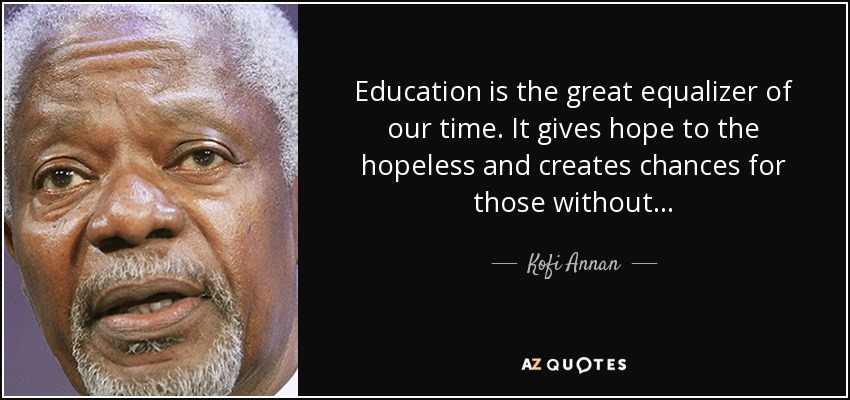 Education is the great equalizer of
our time. It gives hope to the
hopeless and creates chances for
those without...
Kofi Annan
AZ QUOTES